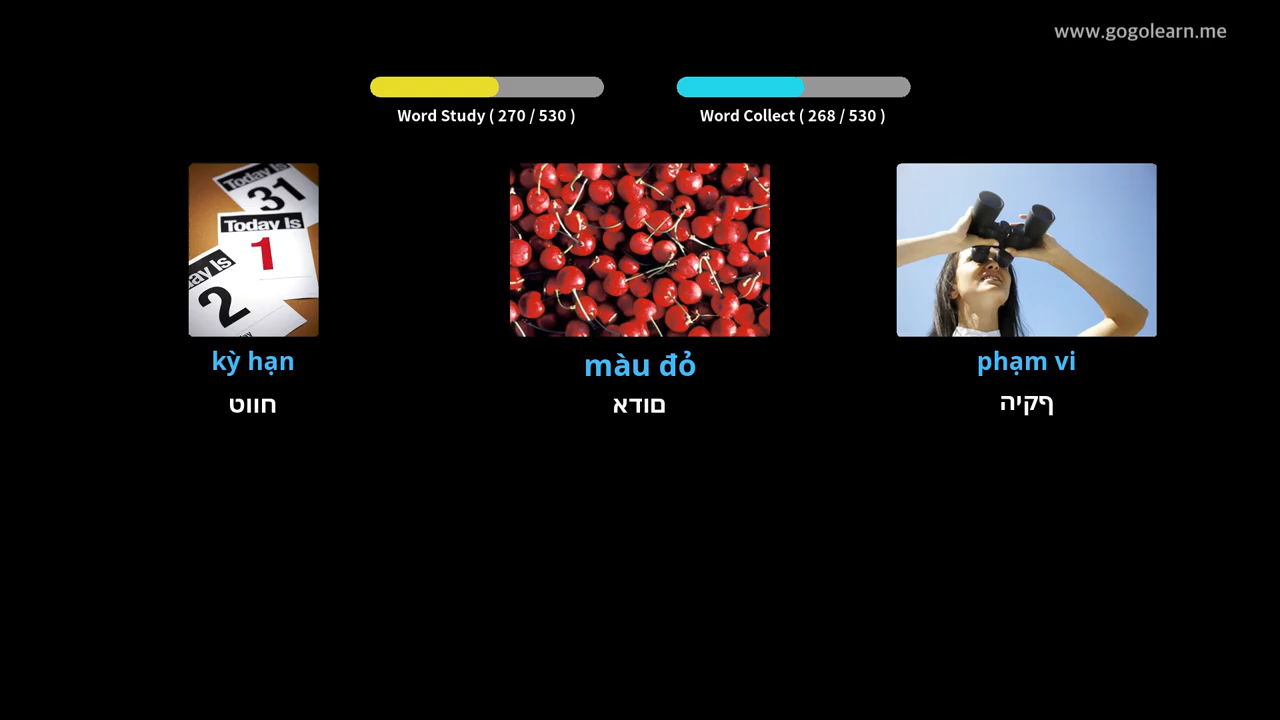 www.gogolearn.me
Word Study ( 270 / 530 )
Word Collect ( 268 / 530 )
Today Is
31
Today Is
1
ay Is
2
kỳ hạn
חווט
màu đỏ
םודא
phạm vi
ףקיה